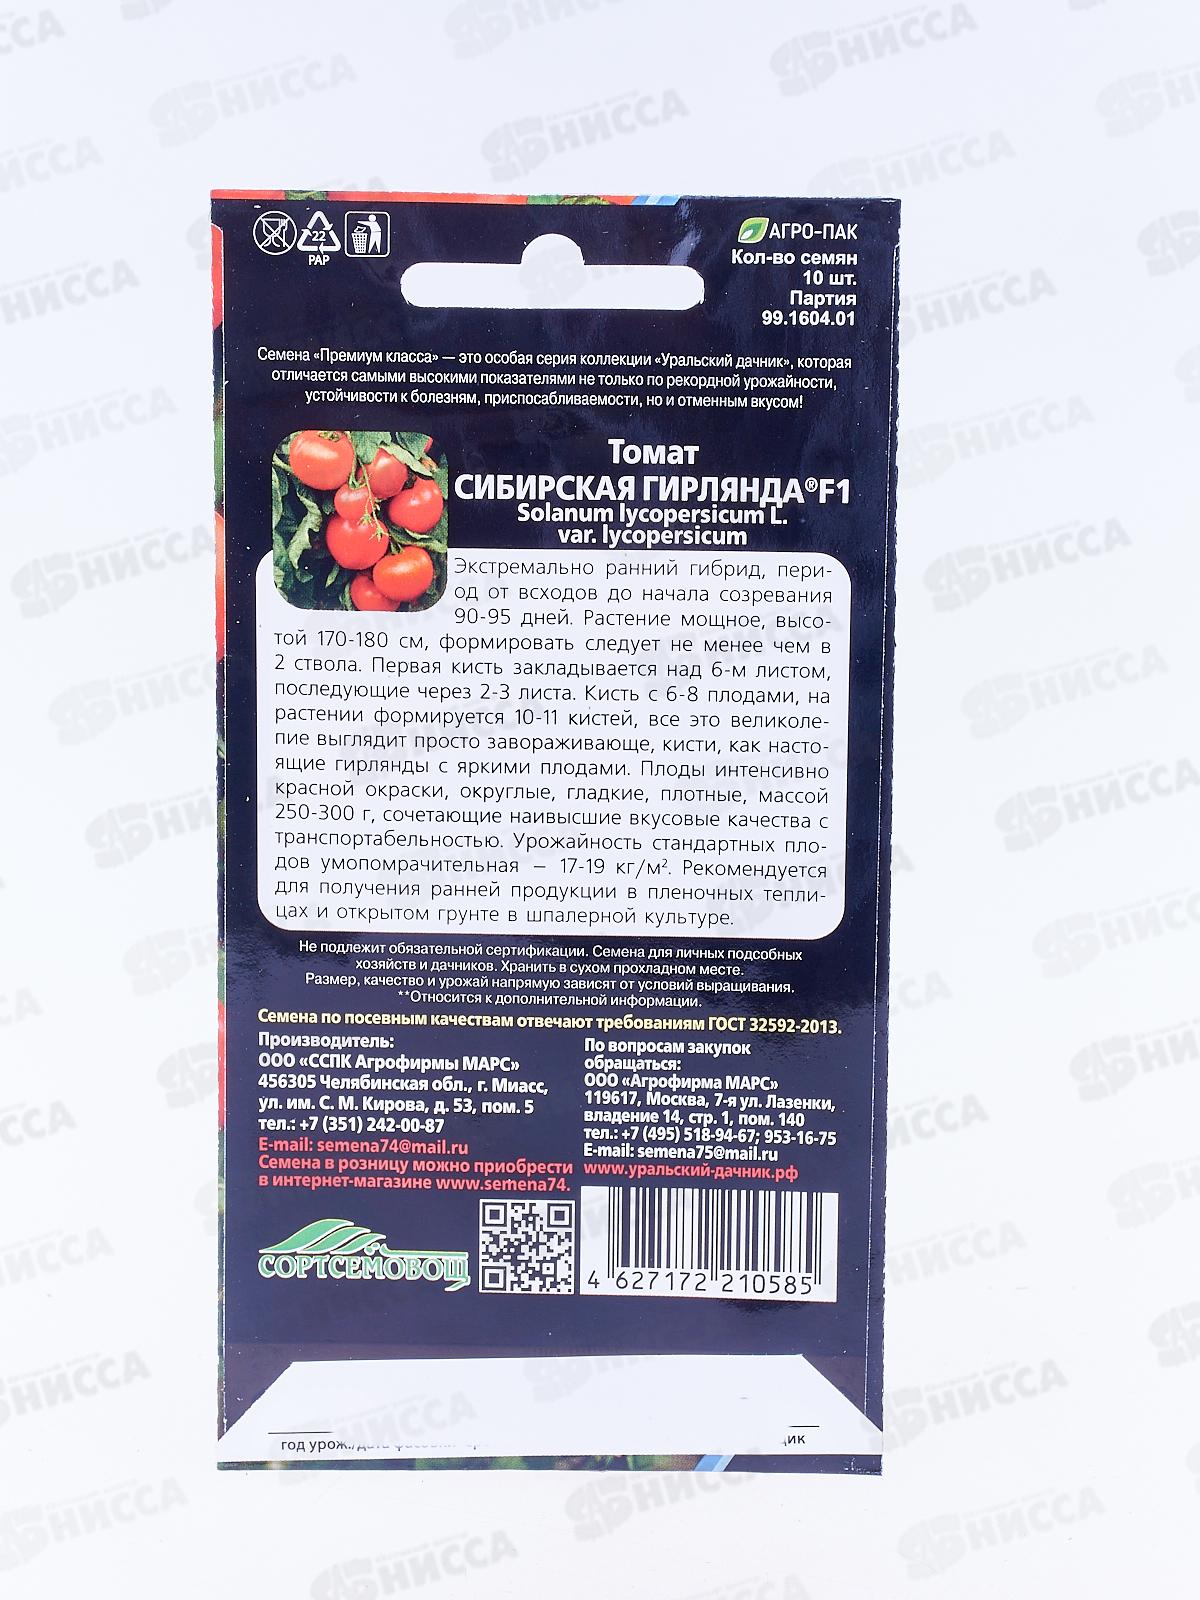 22
PAP
АГРО-ПАК
Кол-во семян
10 шт.
Партия
99.1604.01
Семена «Премиум класса» — это особая серия коллекции «Уральский дачник», которая
отличается самыми высокими показателями не только по рекордной урожайности,
устойчивости к болезням, приспосабливаемости, но и отменным вкусом!
Томат
СИБИРСКАЯ ГИРЛЯНДА®F1
Solanum lycopersicum L.
var. lycopersicum
Экстремально ранний гибрид, пери-
од от всходов до начала созревания
90-95 дней. Растение мощное, высо-
той 170-180 см, формировать следует не менее чем в
2 ствола. Первая кисть закладывается над 6-м листом,
последующие через 2-3 листа. Кисть с 6-8 плодами, на
растении формируется 10-11 кистей, все это великоле-
пие выглядит просто завораживающе, кисти, как насто-
ящие гирлянды с яркими плодами. Плоды интенсивно
красной окраски, округлые, гладкие, плотные, массой
250-300 г, сочетающие наивысшие вкусовые качества с
транспортабельностью. Урожайность стандартных пло-
дов умопомрачительная – 17-19 кг/м². Рекомендуется
для получения ранней продукции в пленочных тепли-
цах и открытом грунте в шпалерной культуре.
Не подлежит обязательной сертификации. Семена для личных подсобных
хозяйств и дачников. Хранить в сухом прохладном месте.
Размер, качество и урожай напрямую зависят от условий выращивания.
**Относится к дополнительной информации.
Семена по посевным качествам отвечают требованиям ГОСТ 32592-2013.
Производитель:
ООО «ССПК Агрофирмы МАРС»
456305 Челябинская обл., г. Миасс,
ул. им. С. М. Кирова, д. 53, пом. 5
тел.: +7 (351) 242-00-87
E-mail: semena74@mail.ru
Семена в розницу можно приобрести
в интернет-магазине www.semena74.
По вопросам закупок
обращаться:
ООО «Агрофирма МАРС»
119617, Москва, 7-я ул. Лазенки,
владение 14, стр. 1, пом. 140
тел.: +7 (495) 518-94-67; 953-16-75
E-mail: semena75@mail.ru
www.уральский-дачник.рф
СОРТСЕМОВОЩ
4 627172 210585
год урож./дата
НИССА